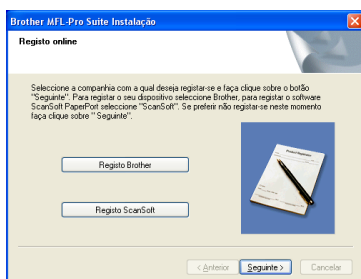 Brother MFL-Pro Suite Instalação
Registo online
Seleccione a companhia com a qual deseja registar-se e faça clique sobre o botão
"Seguinte". Para registar o seu dispositivo seleccione Brother, para registar o software
ScanSoft PaperPort seleccione "ScanSoft". Se preferir não registar-se neste momento
faça clique sobre " Seguinte".
Registo Brother
Registo ScanSoft
< Anterior
Seguinte >
Cancelar